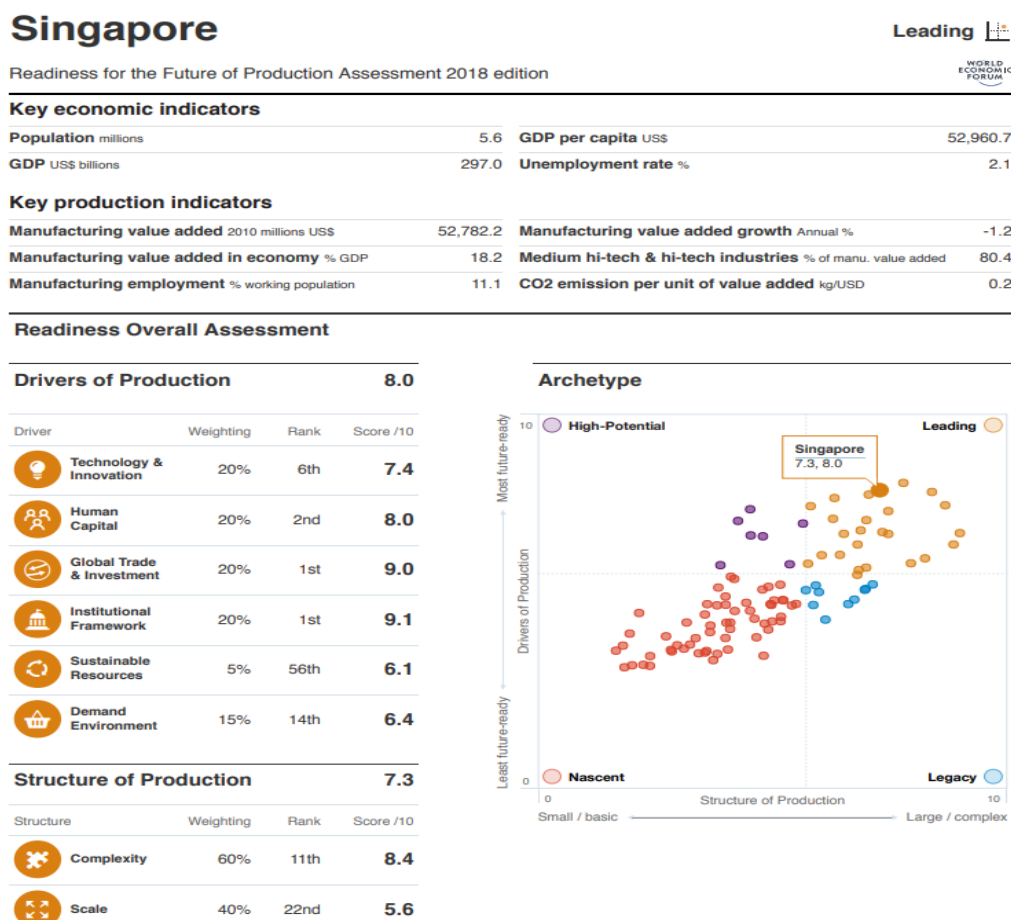 Singapore
Leading
Readiness for the Future of Production Assessment 2018 edition
WORLD
ECONOMIC
FORUM
Key economic indicators
Population millions 5.6 GDP per capita US$ 52,960.7
GDP US$ billions 297.0 Unemployment rate % 2.1
Key production indicators
Manufacturing value added 2010 millions US$ 52,782.2 Manufacturing value added growth Annual % -1.2
Manufacturing value added in economy % GDP 18.2 Medium hi-tech & hi-tech industries % of manu. value added 80.4
Manufacturing employment % working population 11.1 CO2 emission per unit of value added kg/USD 0.2
Readiness Overall Assessment
Drivers of Production 8.0
Driver Weighting Rank Score /10
Technology &
Innovation 20% 6th 7.4
Human
Capital 20% 2nd 8.0
Global Trade
& Investment 20% 1st 9.0
Institutional
Framework 20% 1st 9.1
Sustainable
Resources 5% 56th 6.1
Demand
Environment 15% 14th 6.4
Structure of Production 7.3
Structure Weighting Rank Score /10
Complexity 60% 11th 8.4
Scale 40% 22nd 5.6
Archetype
10 High-Potential Leading
Singapore
7.3, 8.0
Most future-ready
Drivers of Production
Least future-ready
0 Nascent Legacy
0 Structure of Production 10
Small / basic Large / complex